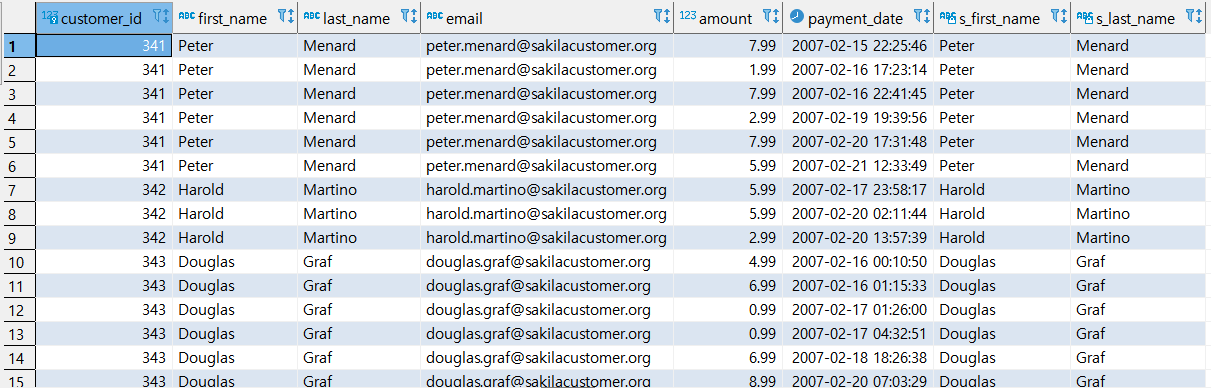 123 customer_id ABC first_name ABC last_name ABC email 123 amount payment_date ABC s_first_name ABC s_last_name
1 341 Peter Menard peter.menard@sakilacustomer.org 7.99 2007-02-15 22:25:46 Peter Menard
2 341 Peter Menard peter.menard@sakilacustomer.org 1.99 2007-02-16 17:23:14 Peter Menard
3 341 Peter Menard peter.menard@sakilacustomer.org 7.99 2007-02-16 22:41:45 Peter Menard
4 341 Peter Menard peter.menard@sakilacustomer.org 2.99 2007-02-19 19:39:56 Peter Menard
5 341 Peter Menard peter.menard@sakilacustomer.org 7.99 2007-02-20 17:31:48 Peter Menard
6 341 Peter Menard peter.menard@sakilacustomer.org 5.99 2007-02-21 12:33:49 Peter Menard
7 342 Harold Martino harold.martino@sakilacustomer.org 5.99 2007-02-17 23:58:17 Harold Martino
8 342 Harold Martino harold.martino@sakilacustomer.org 5.99 2007-02-20 02:11:44 Harold Martino
9 342 Harold Martino harold.martino@sakilacustomer.org 2.99 2007-02-20 13:57:39 Harold Martino
10 343 Douglas Graf douglas.graf@sakilacustomer.org 4.99 2007-02-16 00:10:50 Douglas Graf
11 343 Douglas Graf douglas.graf@sakilacustomer.org 6.99 2007-02-16 01:15:33 Douglas Graf
12 343 Douglas Graf douglas.graf@sakilacustomer.org 0.99 2007-02-17 01:26:00 Douglas Graf
13 343 Douglas Graf douglas.graf@sakilacustomer.org 0.99 2007-02-17 04:32:51 Douglas Graf
14 343 Douglas Graf douglas.graf@sakilacustomer.org 6.99 2007-02-18 18:26:38 Douglas Graf
15 343 Douglas Graf douglas.graf@sakilacustomer.org 8.99 2007-02-20 07:03:29 Douglas Graf